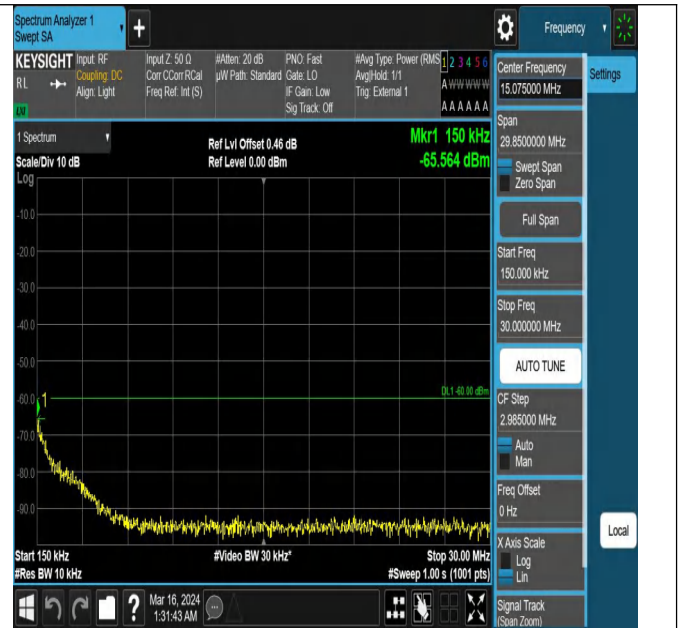 Spectrum Analyzer 1
Swept SA
+
Frequency
KEYSIGHT
RL
LXI
Input: RF
Coupling: DC
Align: Light
Input Z: 50 Ω
Corr CCorr RCal
Freq Ref: Int (S)
#Atten: 20 dB
µW Path: Standard
PNO: Fast
Gate: LO
IF Gain: Low
Sig Track: Off
#Avg Type: Power (RMS
Avg|Hold: 1/1
Trig: External 1
1 2 3 4 5 6
A W W W W W
A A A A A A
1 Spectrum
Scale/Div 10 dB
Log
Ref Lvl Offset 0.46 dB
Ref Level 0.00 dBm
Mkr1 150 kHz
-65.564 dBm
-10.0
-20.0
-30.0
-40.0
-50.0
-60.0
-70.0
-80.0
-90.0
1
DL1 -60.00 dBm
Start 150 kHz
#Res BW 10 kHz
#Video BW 30 kHz*
Stop 30.00 MHz
#Sweep 1.00 s (1001 pts)
?
Mar 16, 2024
1:31:43 AM
Center Frequency
15.075000 MHz
Settings
Span
29.8500000 MHz
Swept Span
Zero Span
Full Span
Start Freq
150.000 kHz
Stop Freq
30.000000 MHz
AUTO TUNE
CF Step
2.985000 MHz
Auto
Man
Freq Offset
0 Hz
X Axis Scale
Log
Lin
Local
Signal Track
(Span Zoom)